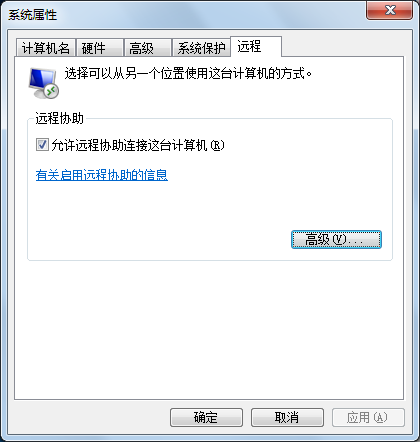 系统属性
计算机名 硬件 高级 系统保护 远程
选择可以从另一个位置使用这台计算机的方式。
远程协助
允许远程协助连接这台计算机(R)
有关启用远程协助的信息
高级(V)...
确定 取消 应用(A)